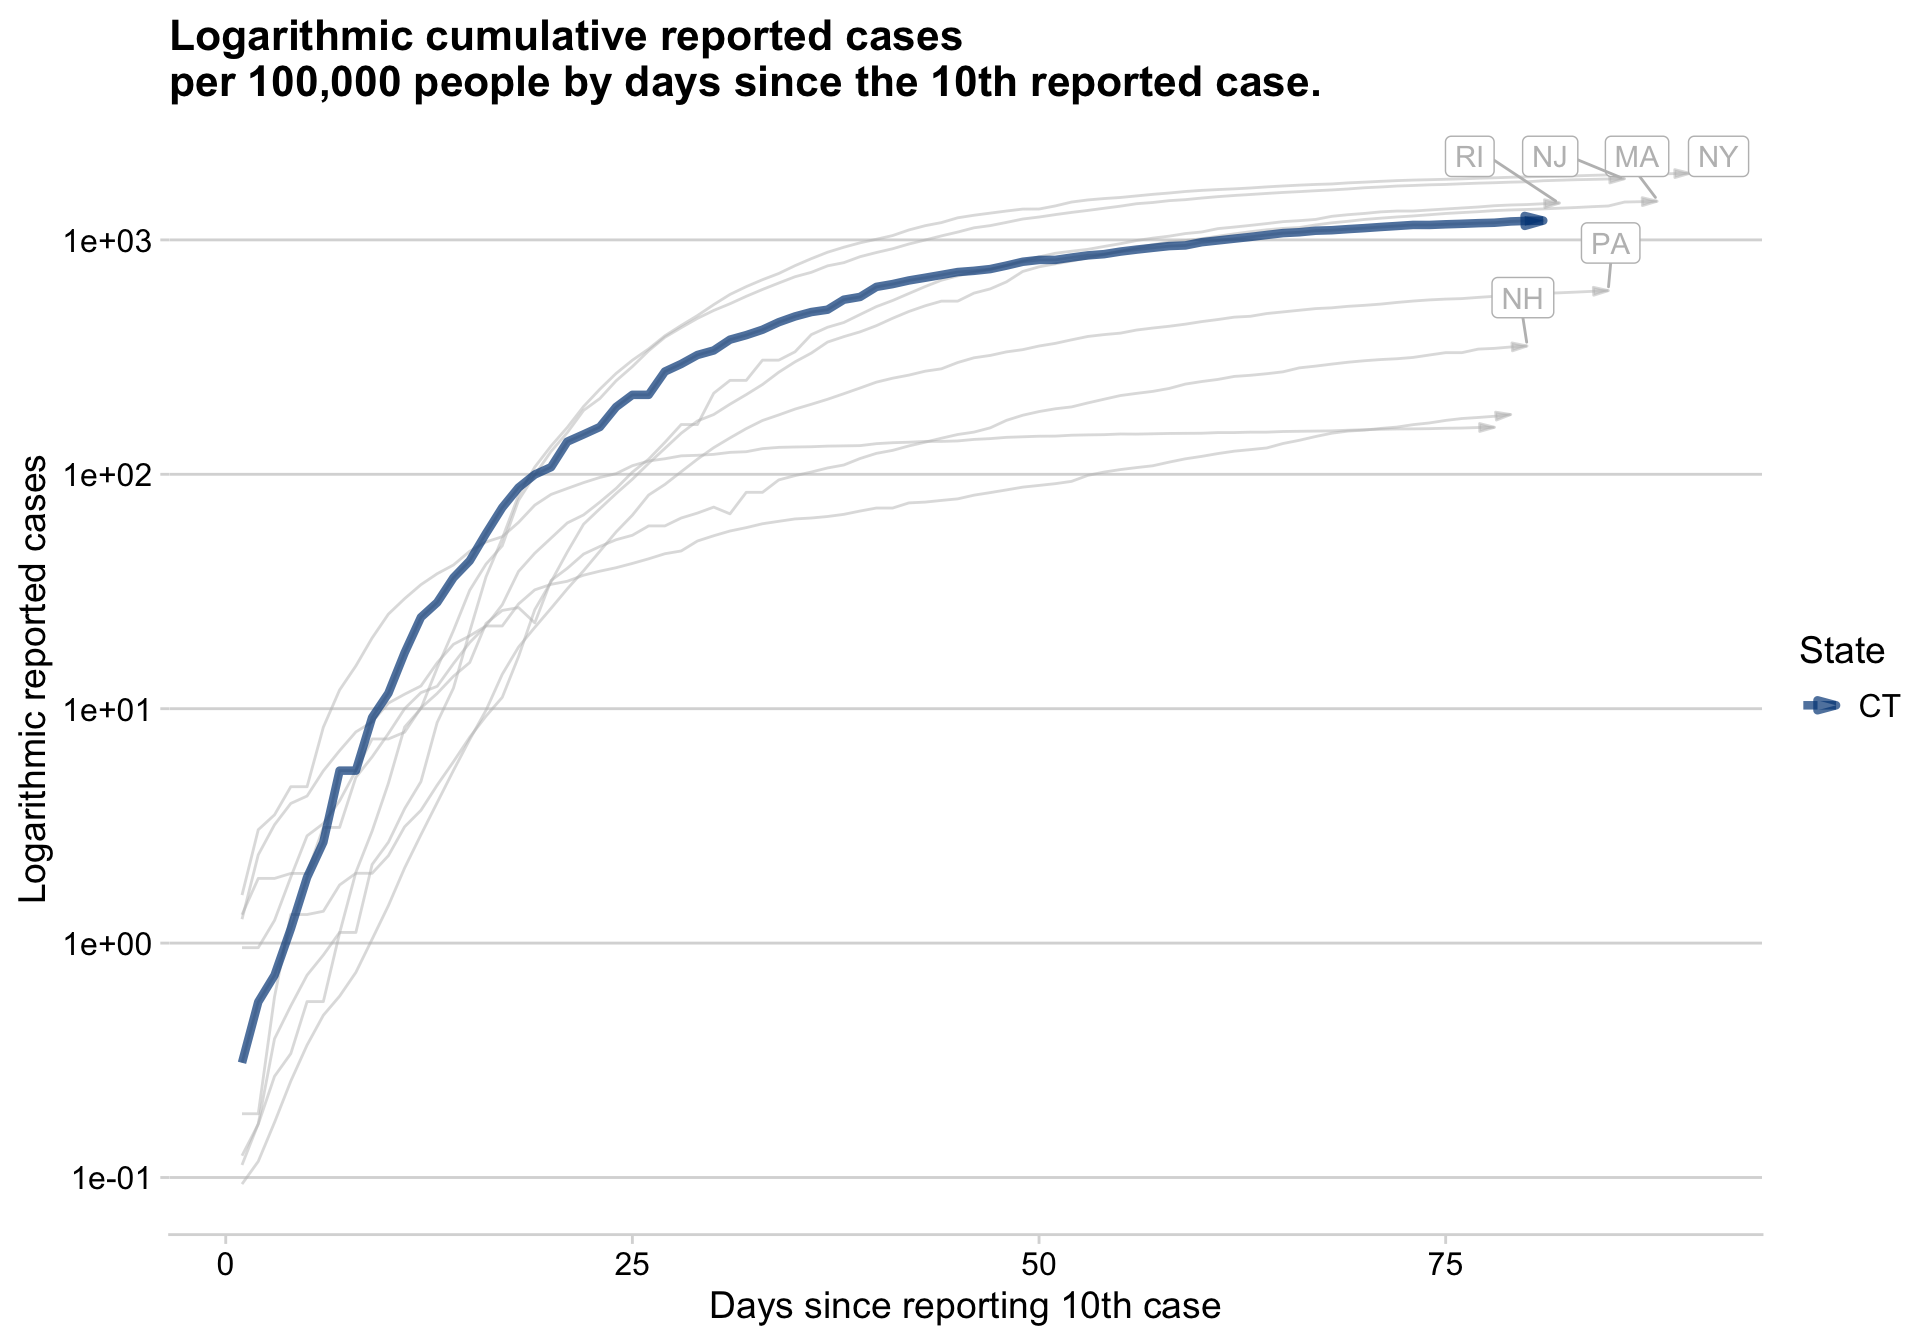 Logarithmic cumulative reported cases
per 100,000 people by days since the 10th reported case.
RI
NJ
MA
NY
PA
NH
1e+03
1e+02
1e+01
1e+00
1e-01
Logarithmic reported cases
State
CT
0
25
50
75
Days since reporting 10th case